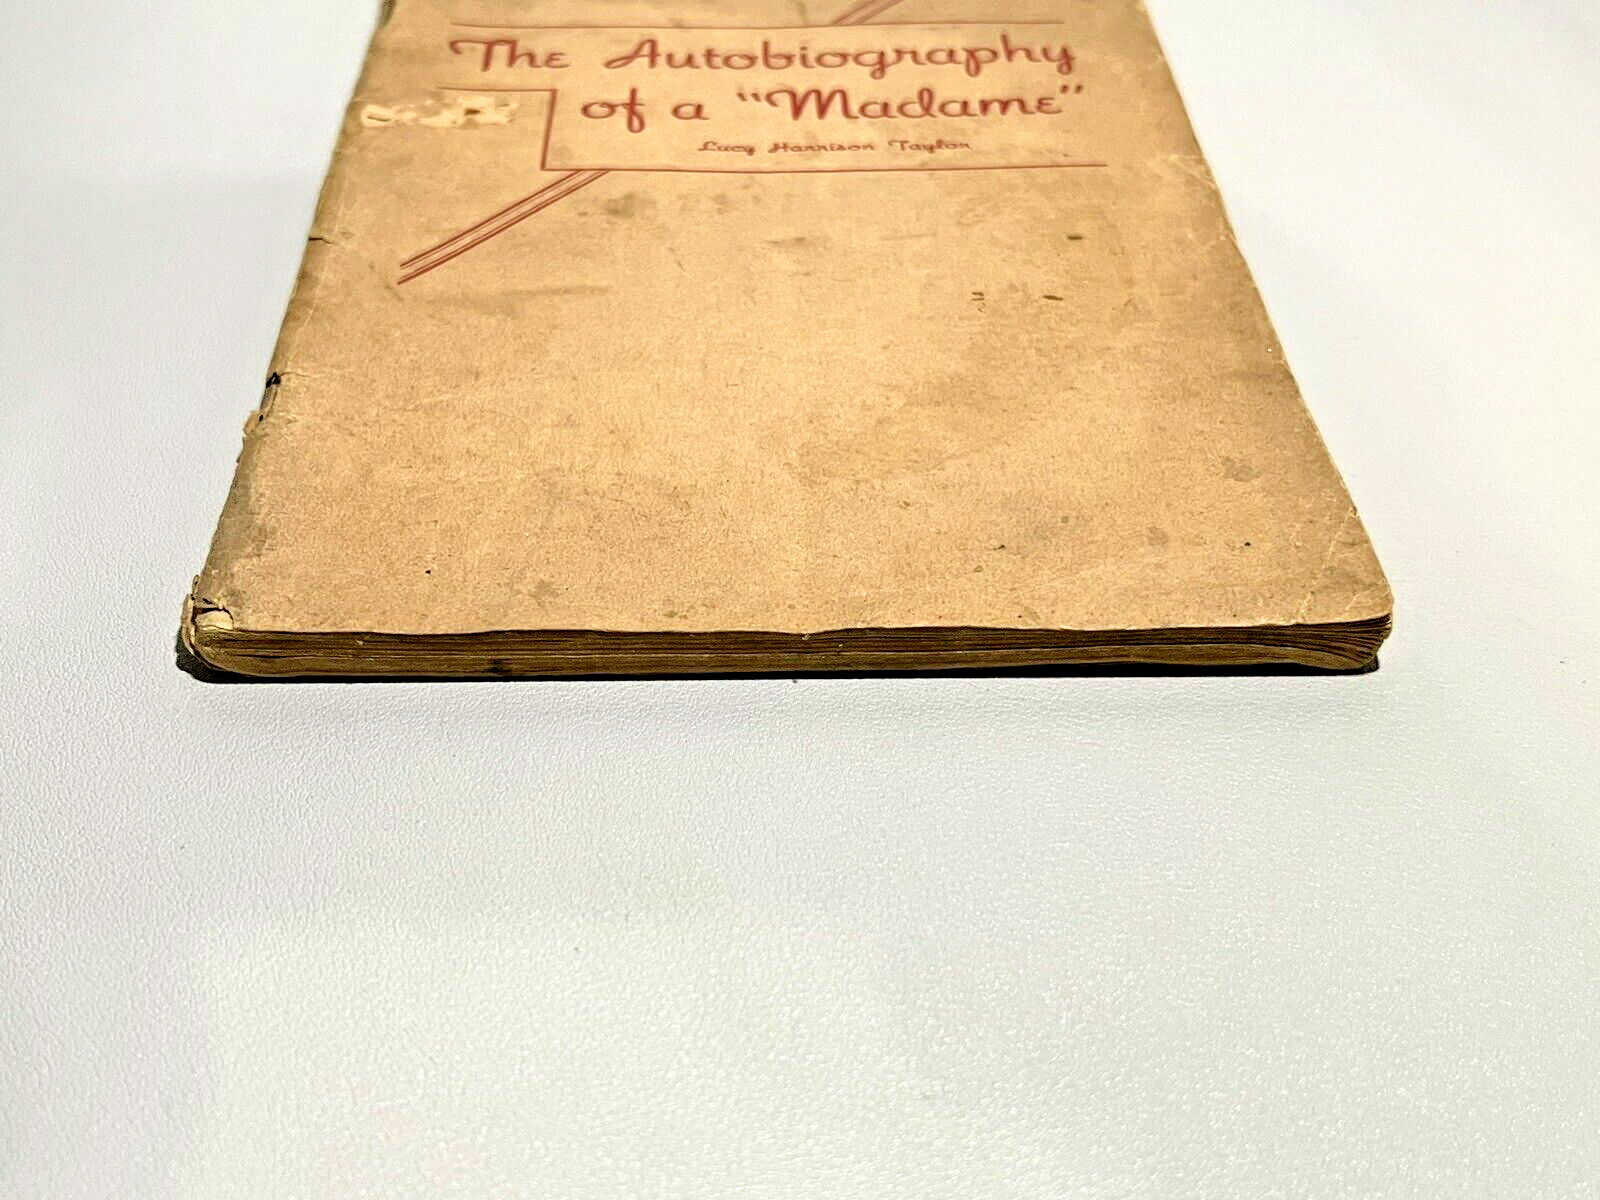 The Autobiography
of a "Madame"
Lucy Harrison Taylor